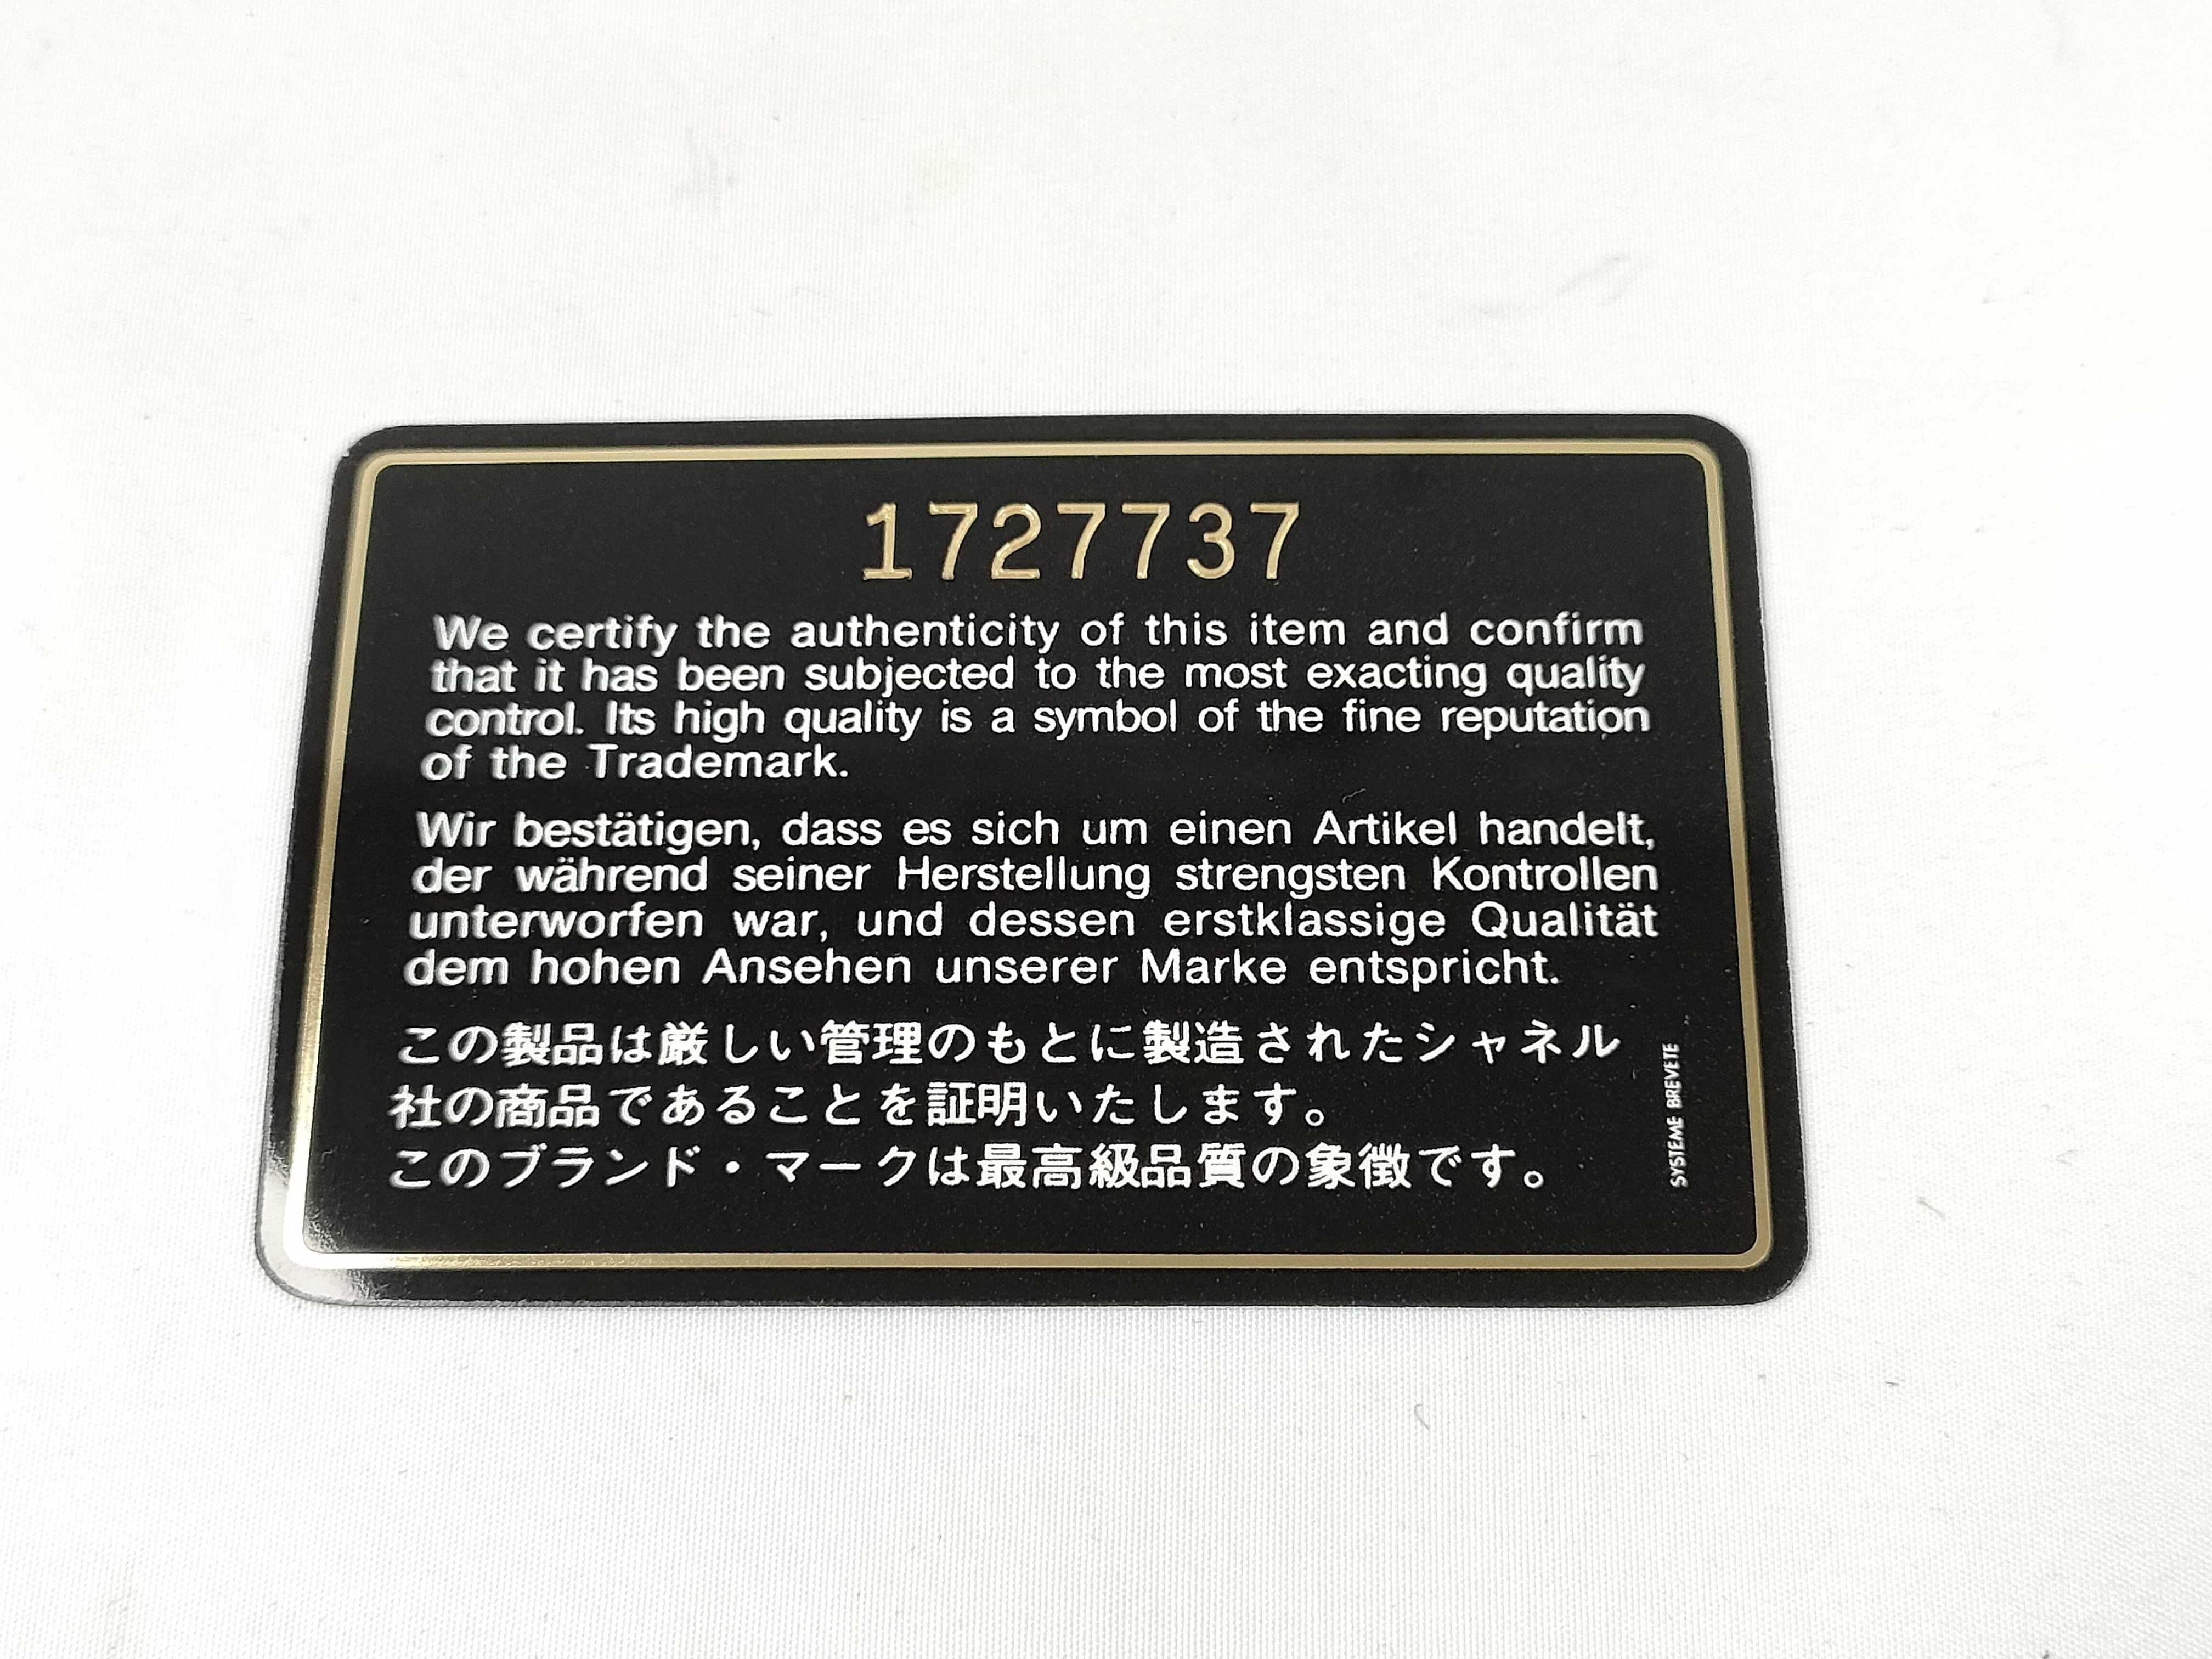 1727737
We certify the authenticity of this item and confirm
that it has been subjected to the most exacting quality
control. Its high quality is a symbol of the fine reputation
of the Trademark.
Wir bestätigen, dass es sich um einen Artikel handelt,
der während seiner Herstellung strengsten Kontrollen
unterworfen war, und dessen erstklassige Qualität
dem hohen Ansehen unserer Marke entspricht.
この製品は厳しい管理のもとに製造されたシャネル
社の商品であることを証明いたします。
このブランド・マークは最高級品質の象徴です。
SYSTEME BREVETE